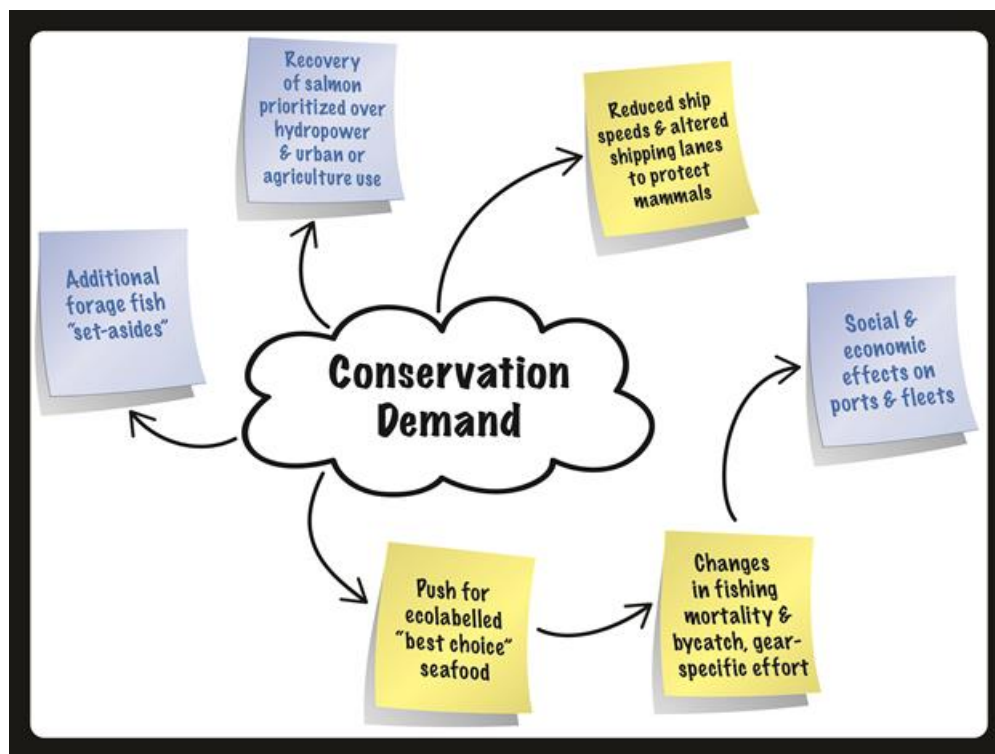 Recovery
of salmon
prioritized over
hydropower
& urban or
agriculture use
Reduced ship
speeds & altered
shipping lanes
to protect
mammals
Additional
forage fish
"set-asides"
Conservation
Demand
Social &
economic
effects on
ports & fleets
Push for
ecolabelled
"best choice"
seafood
Changes
in fishing
mortality &
bycatch, gear-
specific effort